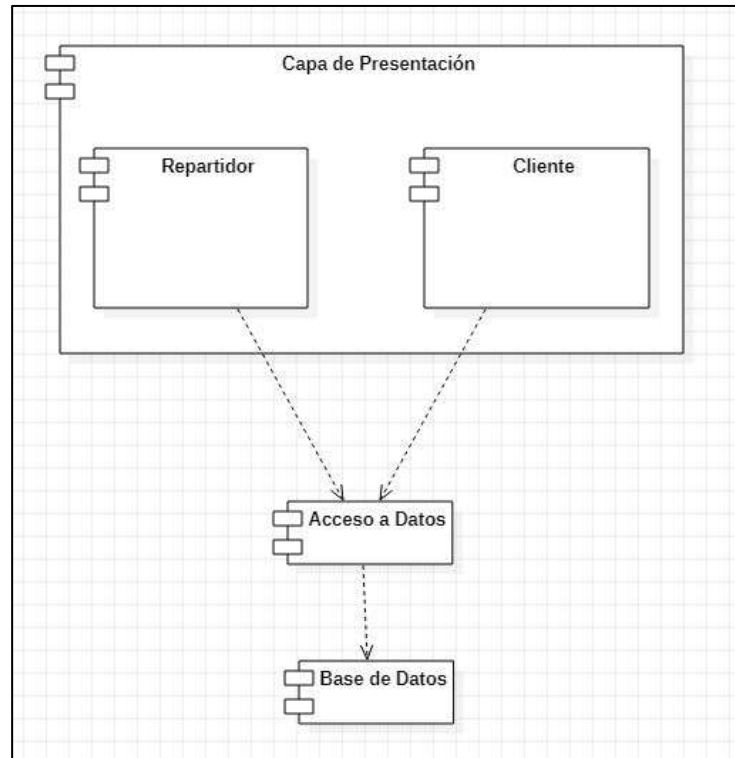 Capa de Presentación
Repartidor
Cliente
Acceso a Datos
Base de Datos